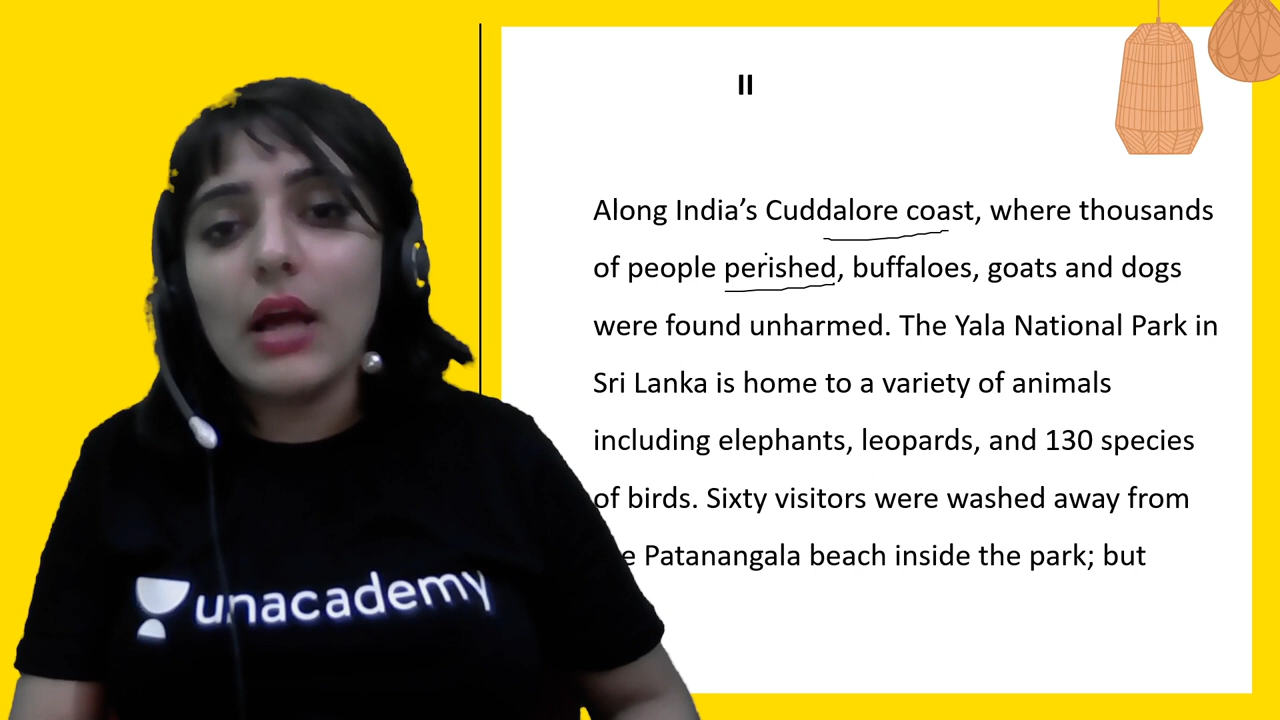 II
Along India’s Cuddalore coast, where thousands
of people perished, buffaloes, goats and dogs
were found unharmed. The Yala National Park in
Sri Lanka is home to a variety of animals
including elephants, leopards, and 130 species
of birds. Sixty visitors were washed away from
Patanangala beach inside the park; but
unacademy